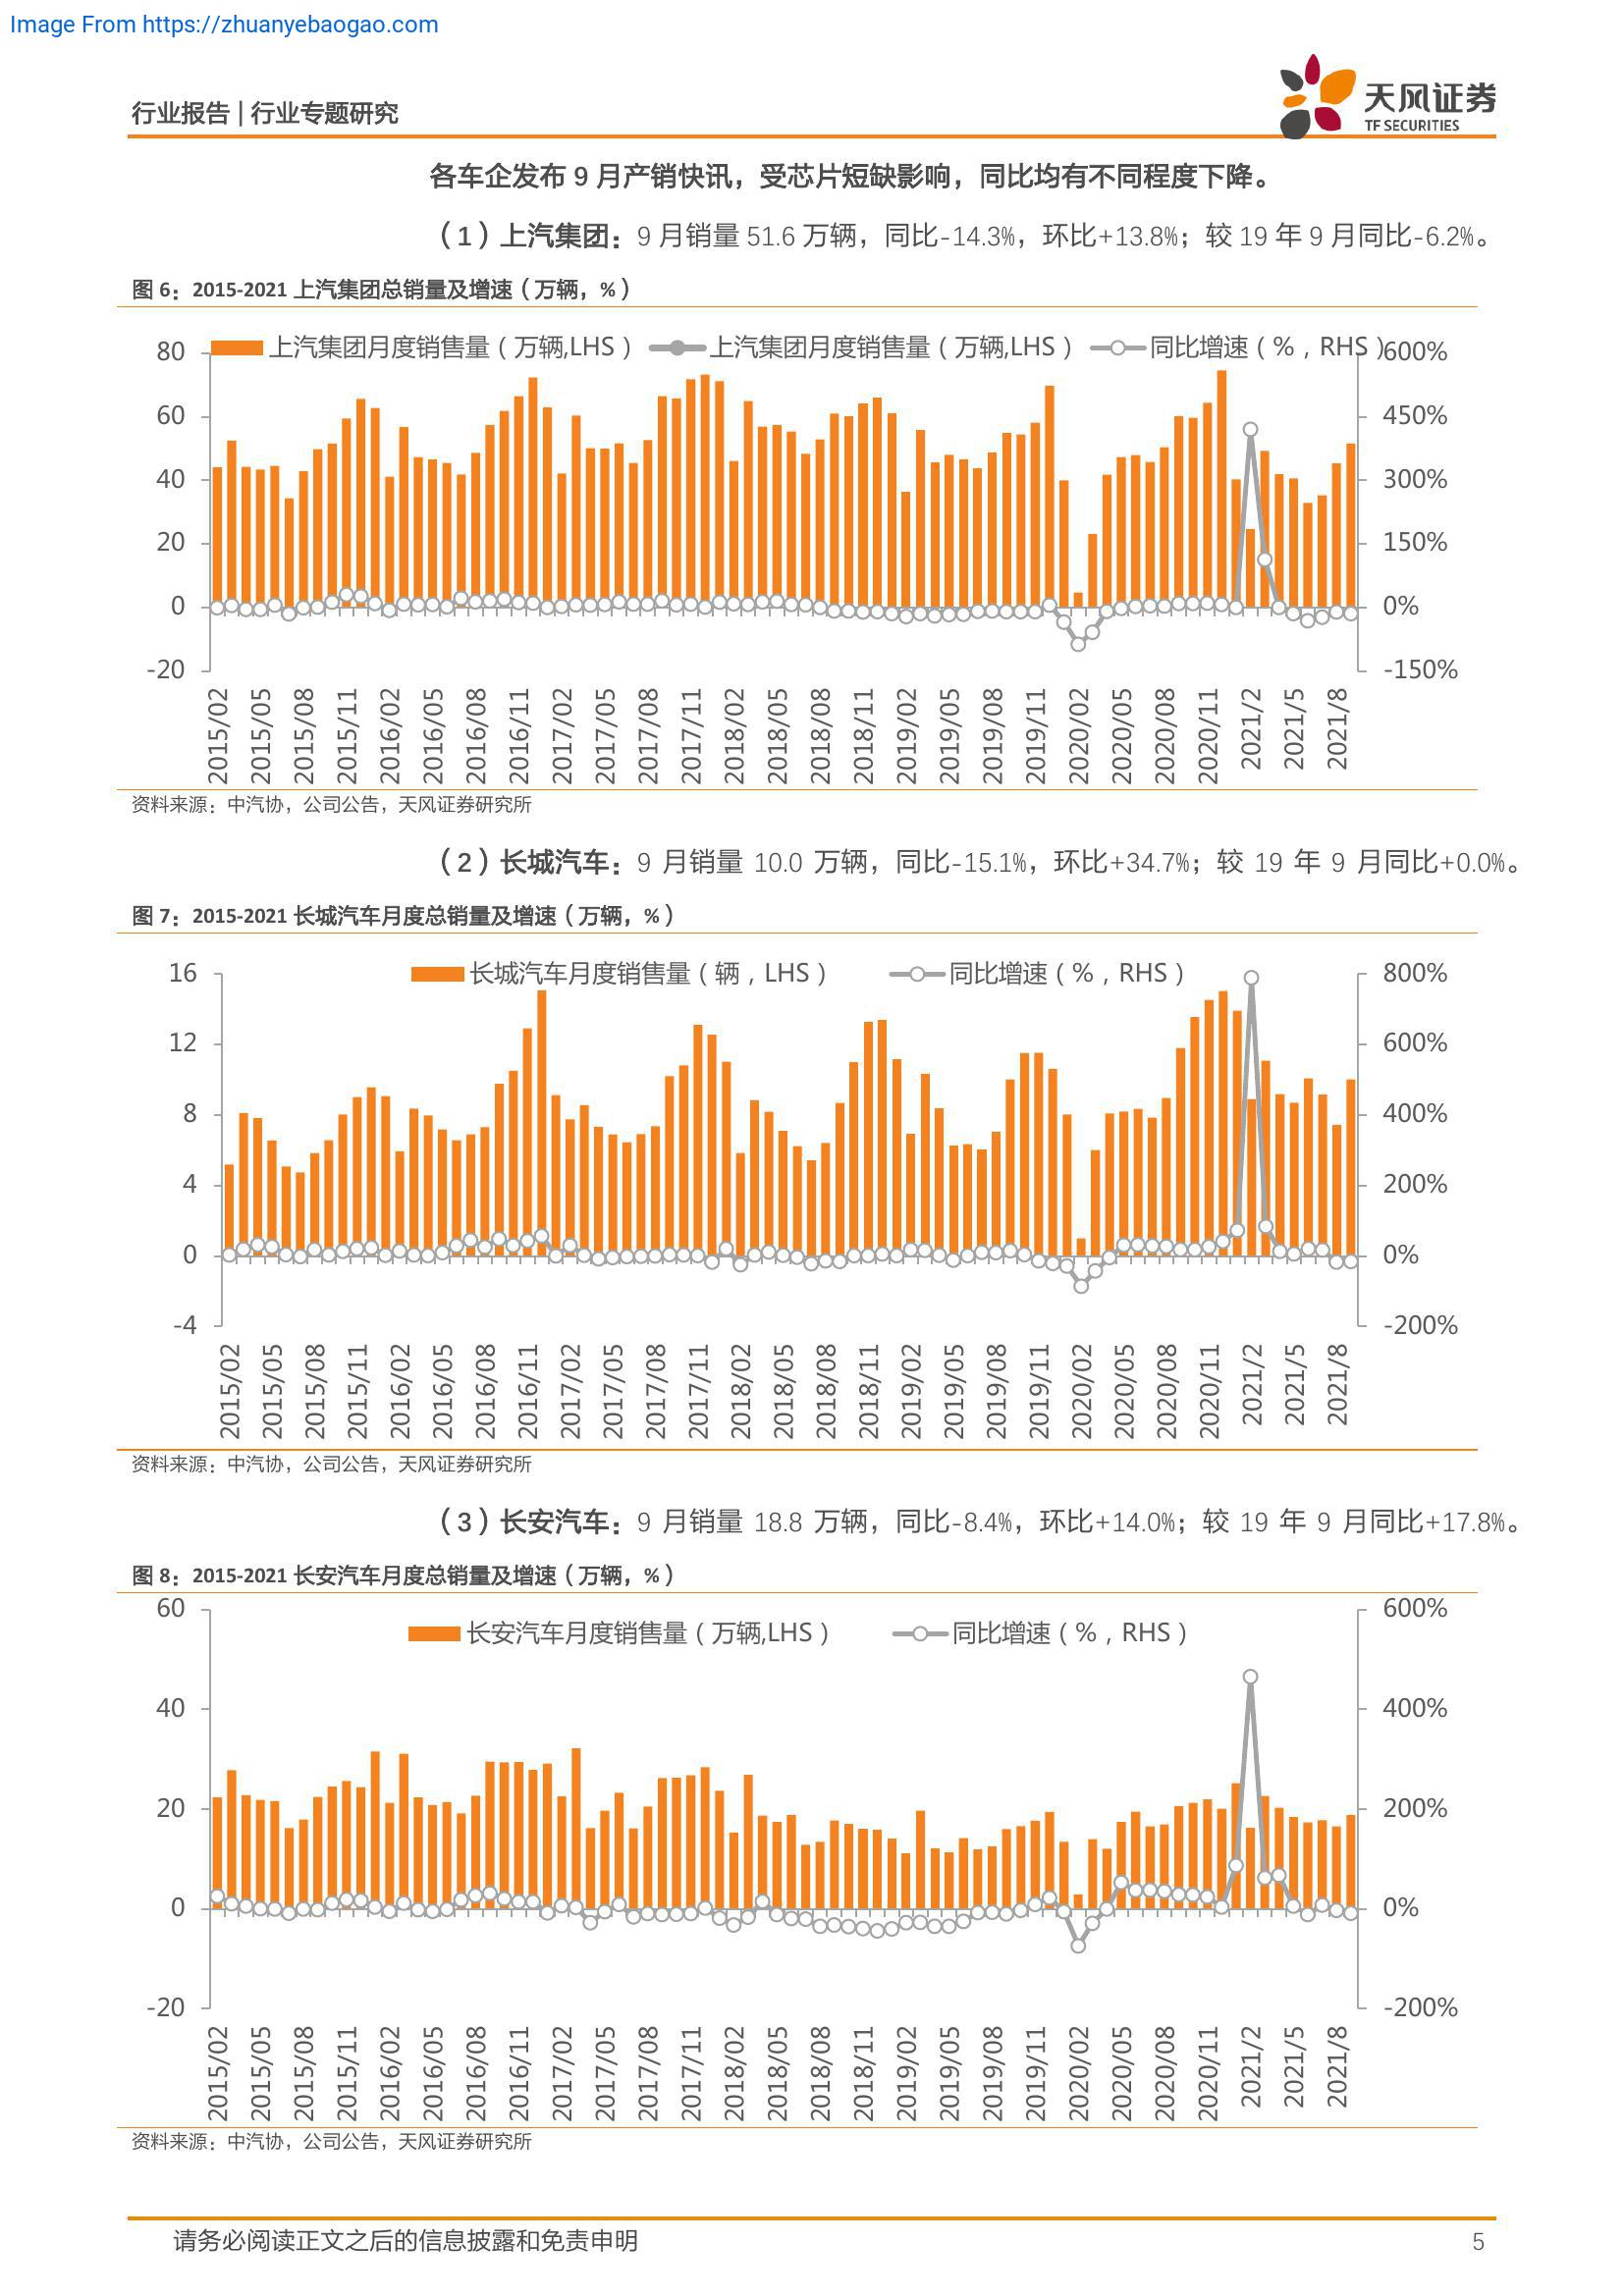 Image From https://zhuanyebaogao.com
行业报告 | 行业专题研究
天风证券
TF SECURITIES
各车企发布 9 月产销快讯，受芯片短缺影响，同比均有不同程度下降。
（1）上汽集团：9 月销量 51.6 万辆，同比-14.3%，环比+13.8%；较 19 年 9 月同比-6.2%。
图 6：2015-2021 上汽集团总销量及增速（万辆，%）
上汽集团月度销售量（万辆,LHS） 上汽集团月度销售量（万辆,LHS） 同比增速（%，RHS）
80 600%
60 450%
40 300%
20 150%
0 0%
-20 -150%
2015/02 2015/05 2015/08 2015/11 2016/02 2016/05 2016/08 2016/11 2017/02 2017/05 2017/08 2017/11 2018/02 2018/05 2018/08 2018/11 2019/02 2019/05 2019/08 2019/11 2020/02 2020/05 2020/08 2020/11 2021/2 2021/5 2021/8
资料来源：中汽协，公司公告，天风证券研究所
（2）长城汽车：9 月销量 10.0 万辆，同比-15.1%，环比+34.7%；较 19 年 9 月同比+0.0%。
图 7：2015-2021 长城汽车月度总销量及增速（万辆，%）
长城汽车月度销售量（辆，LHS） 同比增速（%，RHS）
16 800%
12 600%
8 400%
4 200%
0 0%
-4 -200%
2015/02 2015/05 2015/08 2015/11 2016/02 2016/05 2016/08 2016/11 2017/02 2017/05 2017/08 2017/11 2018/02 2018/05 2018/08 2018/11 2019/02 2019/05 2019/08 2019/11 2020/02 2020/05 2020/08 2020/11 2021/2 2021/5 2021/8
资料来源：中汽协，公司公告，天风证券研究所
（3）长安汽车：9 月销量 18.8 万辆，同比-8.4%，环比+14.0%；较 19 年 9 月同比+17.8%。
图 8：2015-2021 长安汽车月度总销量及增速（万辆，%）
长安汽车月度销售量（万辆,LHS） 同比增速（%，RHS）
60 600%
40 400%
20 200%
0 0%
-20 -200%
2015/02 2015/05 2015/08 2015/11 2016/02 2016/05 2016/08 2016/11 2017/02 2017/05 2017/08 2017/11 2018/02 2018/05 2018/08 2018/11 2019/02 2019/05 2019/08 2019/11 2020/02 2020/05 2020/08 2020/11 2021/2 2021/5 2021/8
资料来源：中汽协，公司公告，天风证券研究所
请务必阅读正文之后的信息披露和免责申明 5